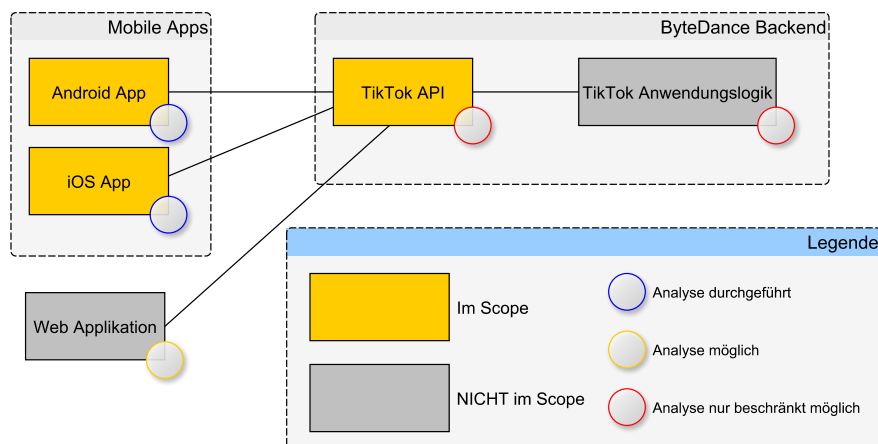 Mobile Apps
ByteDance Backend
Android App
TikTok API
TikTok Anwendungslogik
iOS App
Legende
Im Scope
Analyse durchgeführt
Web Applikation
Analyse möglich
NICHT im Scope
Analyse nur beschränkt möglich